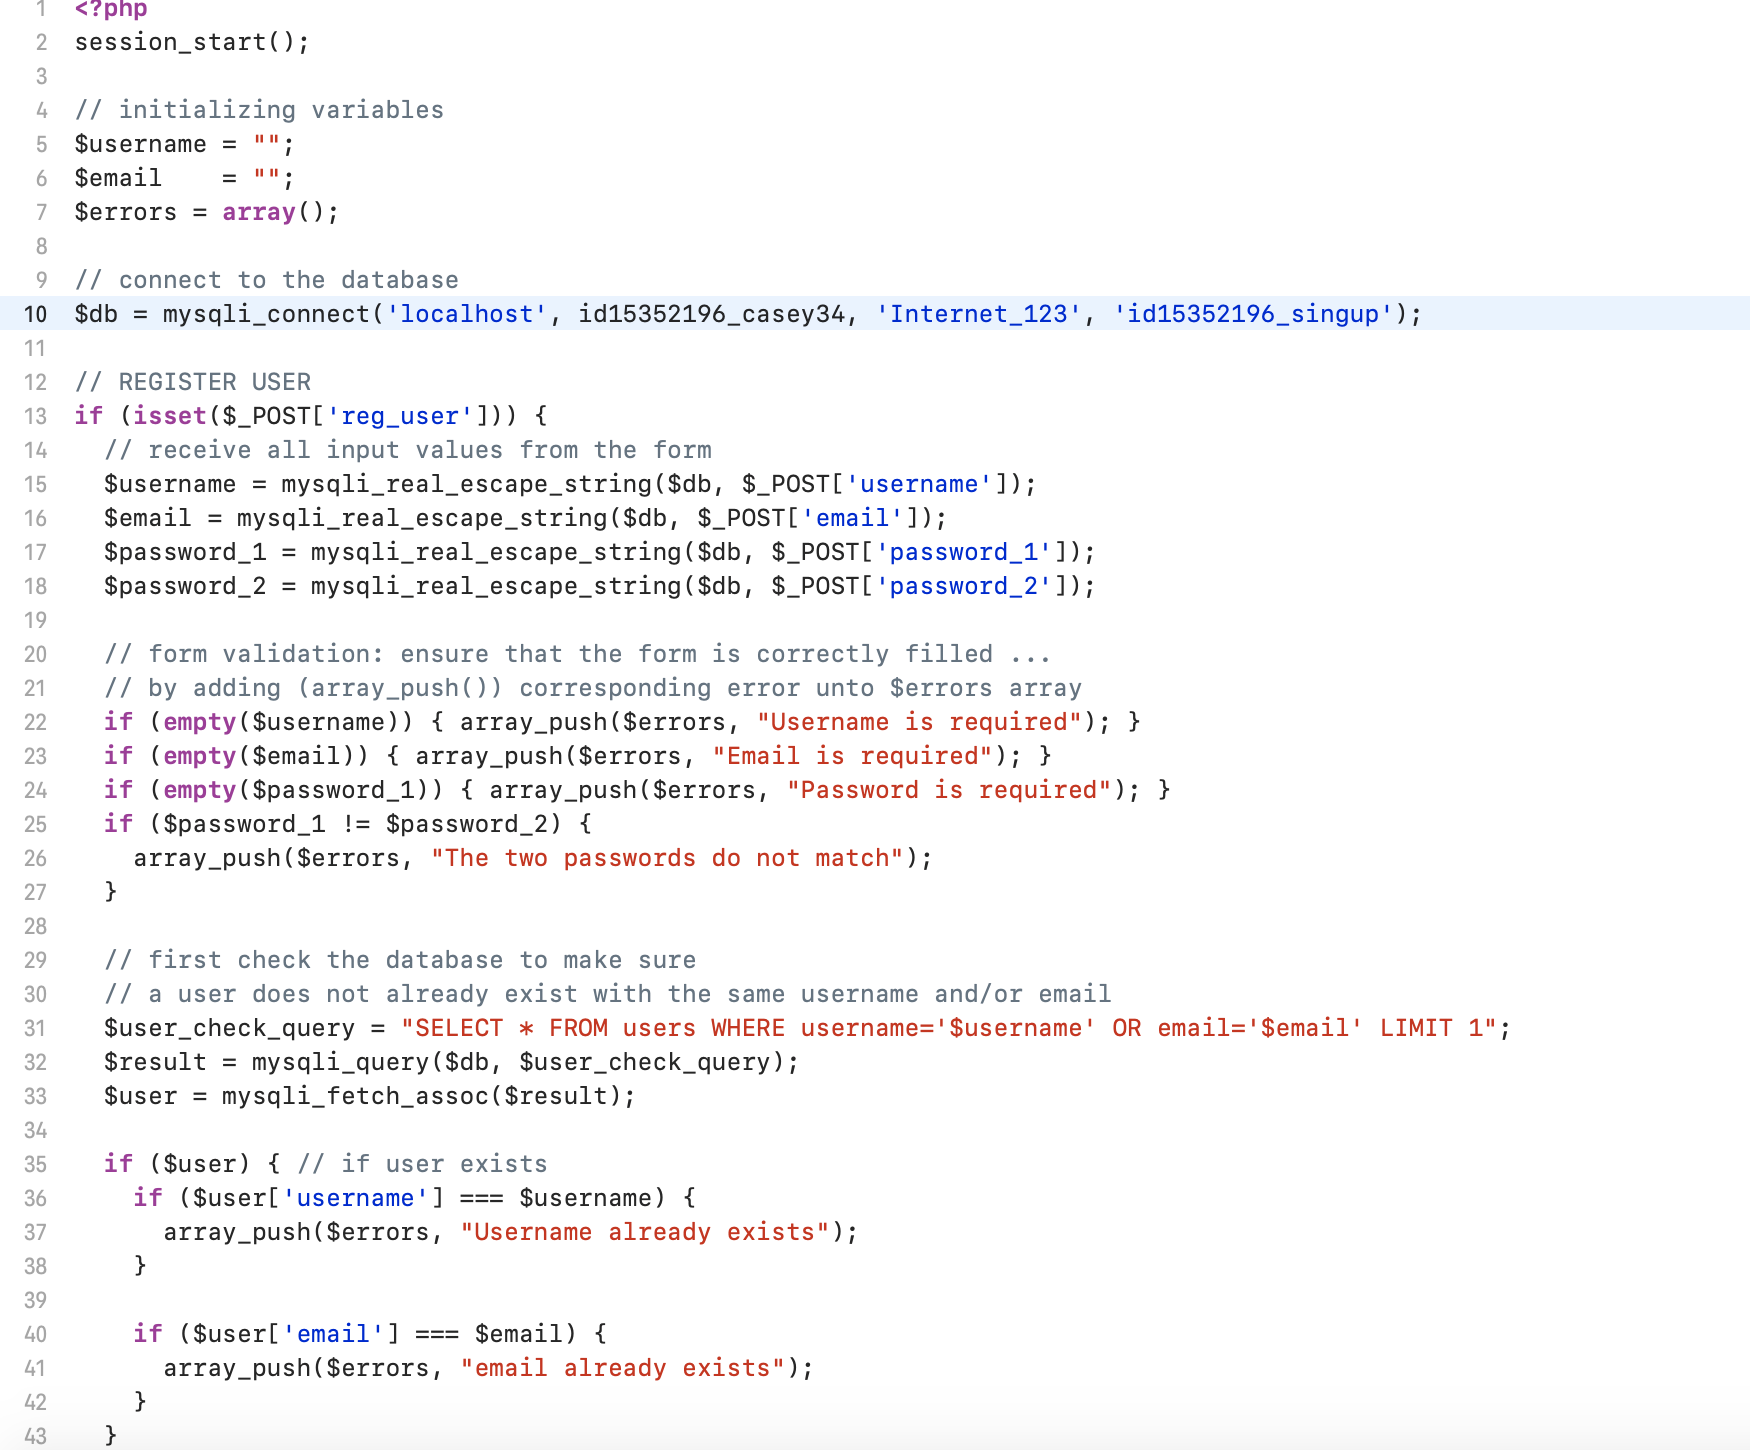 1 <?php
2 session_start();
3
4 // initializing variables
5 $username = "";
6 $email    = "";
7 $errors = array();
8
9 // connect to the database
10 $db = mysqli_connect('localhost', id15352196_casey34, 'Internet_123', 'id15352196_singup');
11
12 // REGISTER USER
13 if (isset($_POST['reg_user'])) {
14   // receive all input values from the form
15   $username = mysqli_real_escape_string($db, $_POST['username']);
16   $email = mysqli_real_escape_string($db, $_POST['email']);
17   $password_1 = mysqli_real_escape_string($db, $_POST['password_1']);
18   $password_2 = mysqli_real_escape_string($db, $_POST['password_2']);
19
20   // form validation: ensure that the form is correctly filled ...
21   // by adding (array_push()) corresponding error unto $errors array
22   if (empty($username)) { array_push($errors, "Username is required"); }
23   if (empty($email)) { array_push($errors, "Email is required"); }
24   if (empty($password_1)) { array_push($errors, "Password is required"); }
25   if ($password_1 != $password_2) {
26     array_push($errors, "The two passwords do not match");
27   }
28
29   // first check the database to make sure
30   // a user does not already exist with the same username and/or email
31   $user_check_query = "SELECT * FROM users WHERE username='$username' OR email='$email' LIMIT 1";
32   $result = mysqli_query($db, $user_check_query);
33   $user = mysqli_fetch_assoc($result);
34
35   if ($user) { // if user exists
36     if ($user['username'] === $username) {
37       array_push($errors, "Username already exists");
38     }
39
40     if ($user['email'] === $email) {
41       array_push($errors, "email already exists");
42     }
43   }